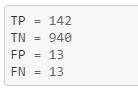 TP = 142
TN = 940
FP = 13
FN = 13